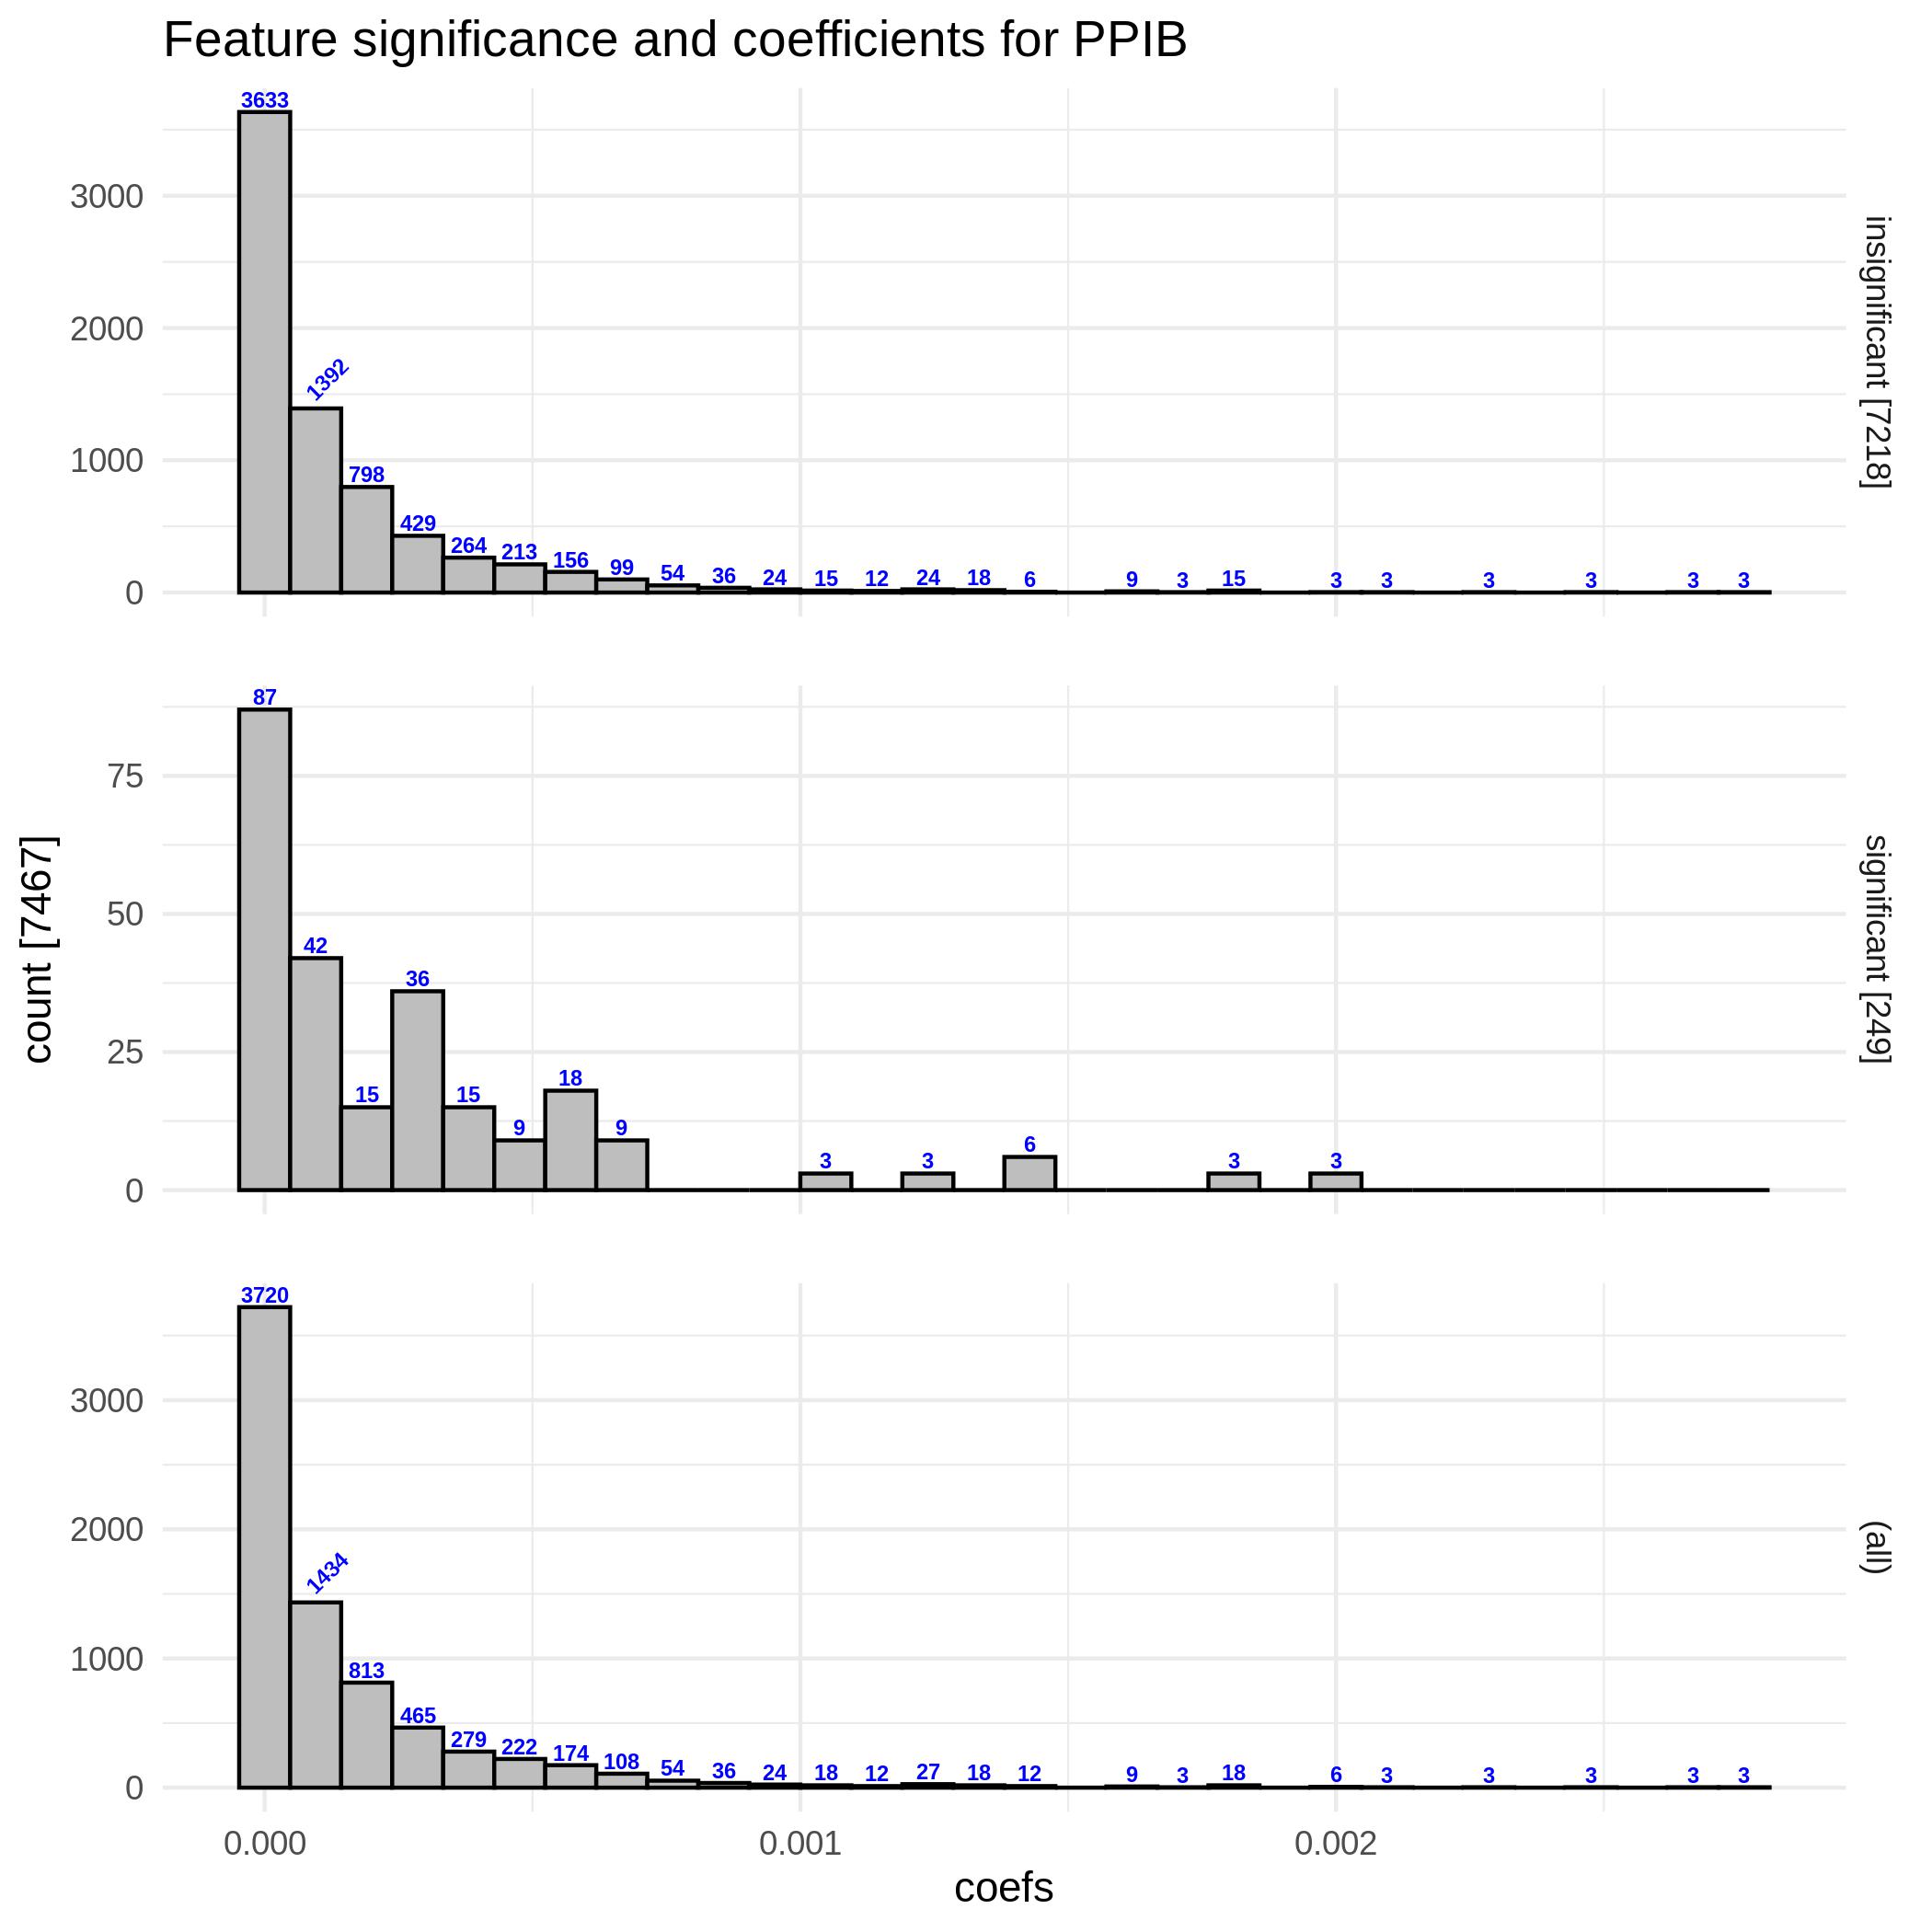 Feature significance and coefficients for PPIB
3633
3000
2000
1392
1000
798
429
264 213 156 99 54 36 24 15 12 24 18 6 9 3 15 3 3 3 3 3 3
0
insignificant [7218]
count [7467]
87
75
50
42
36
25
15 15 9 18 9 3 3 6 3 3
0
significant [249]
3720
3000
2000
1434
1000
813
465
279 222 174 108 54 36 24 18 12 27 18 12 9 3 18 6 3 3 3 3 3
0
(all)
0.000 0.001 0.002
coefs